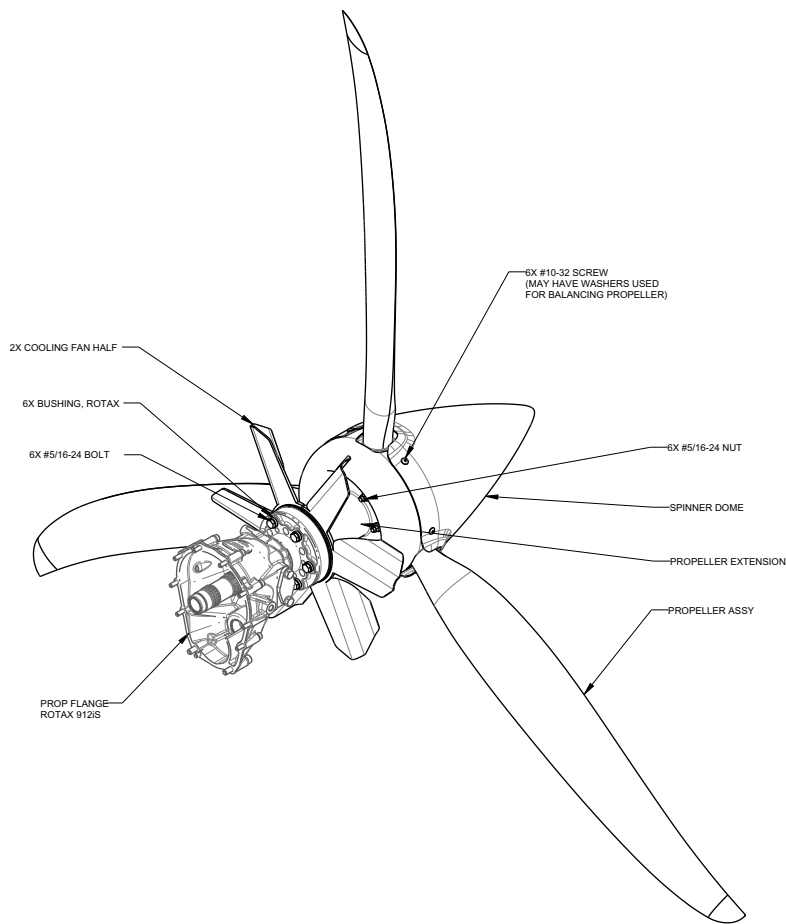 6X #10-32 SCREW
(MAY HAVE WASHERS USED
FOR BALANCING PROPELLER)
2X COOLING FAN HALF
6X BUSHING, ROTAX
6X #5/16-24 BOLT
6X #5/16-24 NUT
SPINNER DOME
PROPELLER EXTENSION
PROPELLER ASSY
PROP FLANGE
ROTAX 912iS